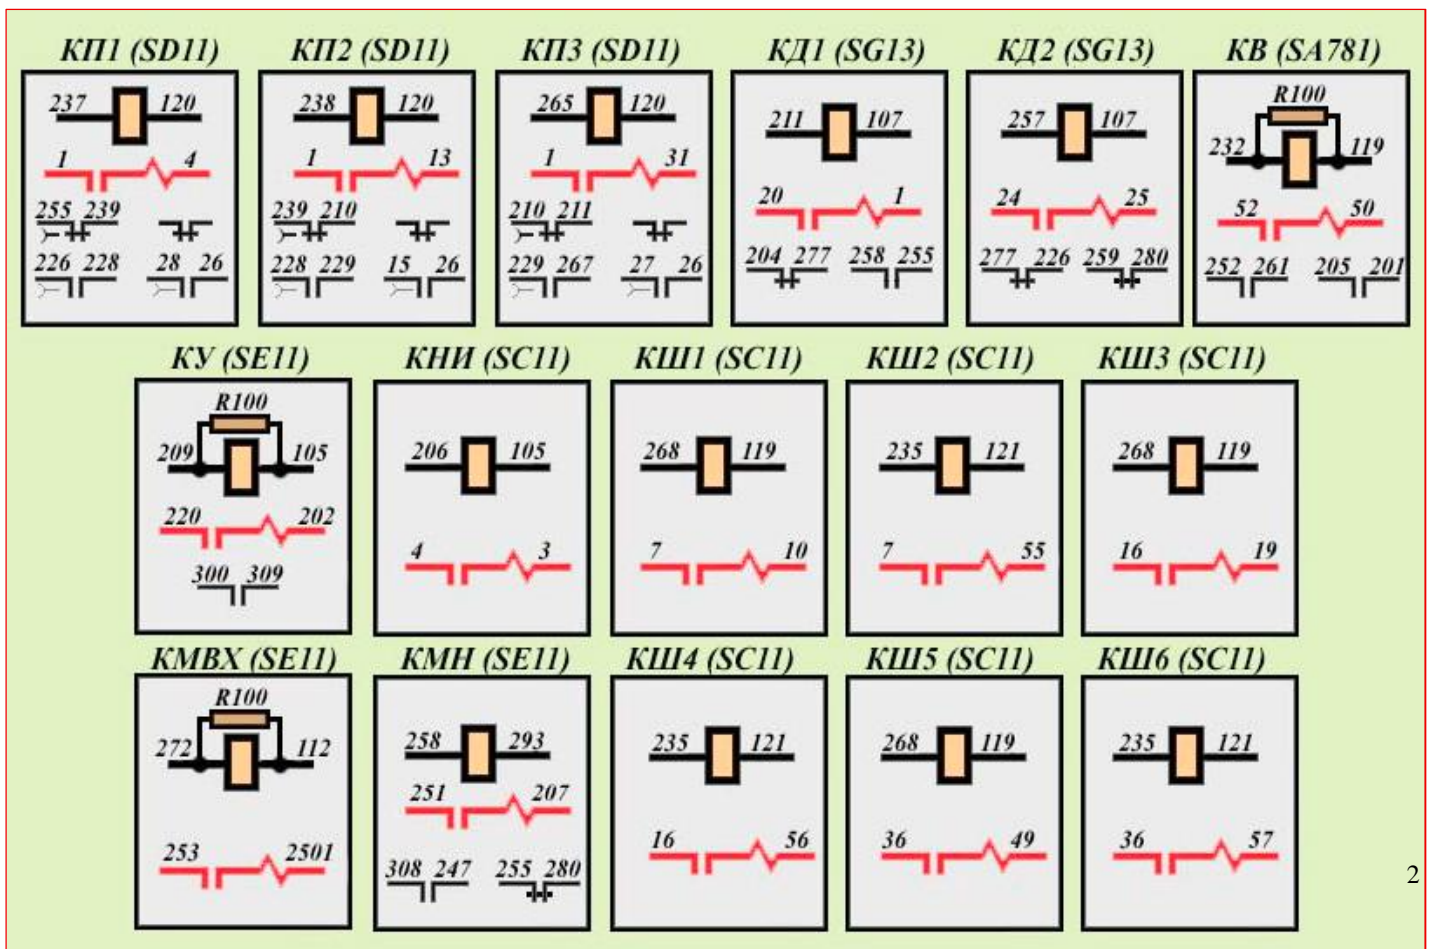 КП1 (SD11) КП2 (SD11) КП3 (SD11) КД1 (SG13) КД2 (SG13) КВ (SA781)
R100
237 120 238 120 265 120 211 107 257 107 232 119
1 4 1 13 1 31 20 1 24 25 52 50
255 239 239 210 210 211 204 277 258 255 277 226 259 280 252 261 205 201
226 228 28 26 228 229 15 26 229 267 27 26
КУ (SE11) КНИ (SC11) КШ1 (SC11) КШ2 (SC11) КШ3 (SC11)
R100
209 105 206 105 268 119 235 121 268 119
220 202 4 3 7 10 7 55 16 19
300 309
КМВХ (SE11) КМН (SE11) КШ4 (SC11) КШ5 (SC11) КШ6 (SC11)
R100
272 112 258 293 235 121 268 119 235 121
251 207
253 2501 16 56 36 49 36 57
308 247 255 280
2